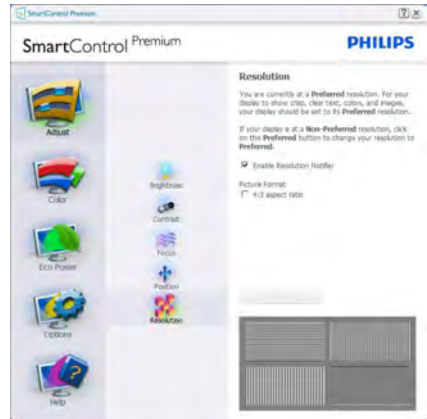 SmartControl Premium
SmartControl Premium
PHILIPS
Adjust
Color
Eco Power
Options
Help
Brightness
Contrast
Focus
Position
Resolution
Resolution
You are currently at a Preferred resolution. For your
display to show crisp, clear text, colors, and images,
your display should be set to its Preferred resolution.
If your display is at a Non-Preferred resolution, click
on the Preferred button to change your resolution to
Preferred.
Enable Resolution Notifier
Picture Format
4:3 aspect ratio